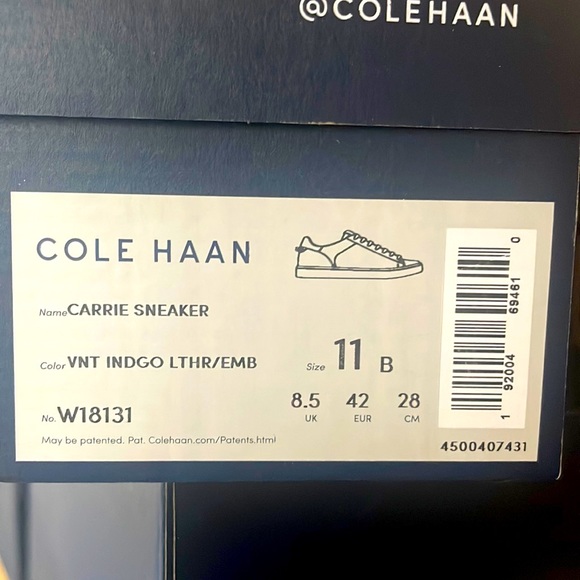 @COLEHAAN
COLE HAAN
Name CARRIE SNEAKER
Color VNT INDGO LTHR/EMB
Size 11 B
8.5 42 28
UK EUR CM
No. W18131
May be patented. Pat. Colehaan.com/Patents.html
1 92004 69461 0
4500407431